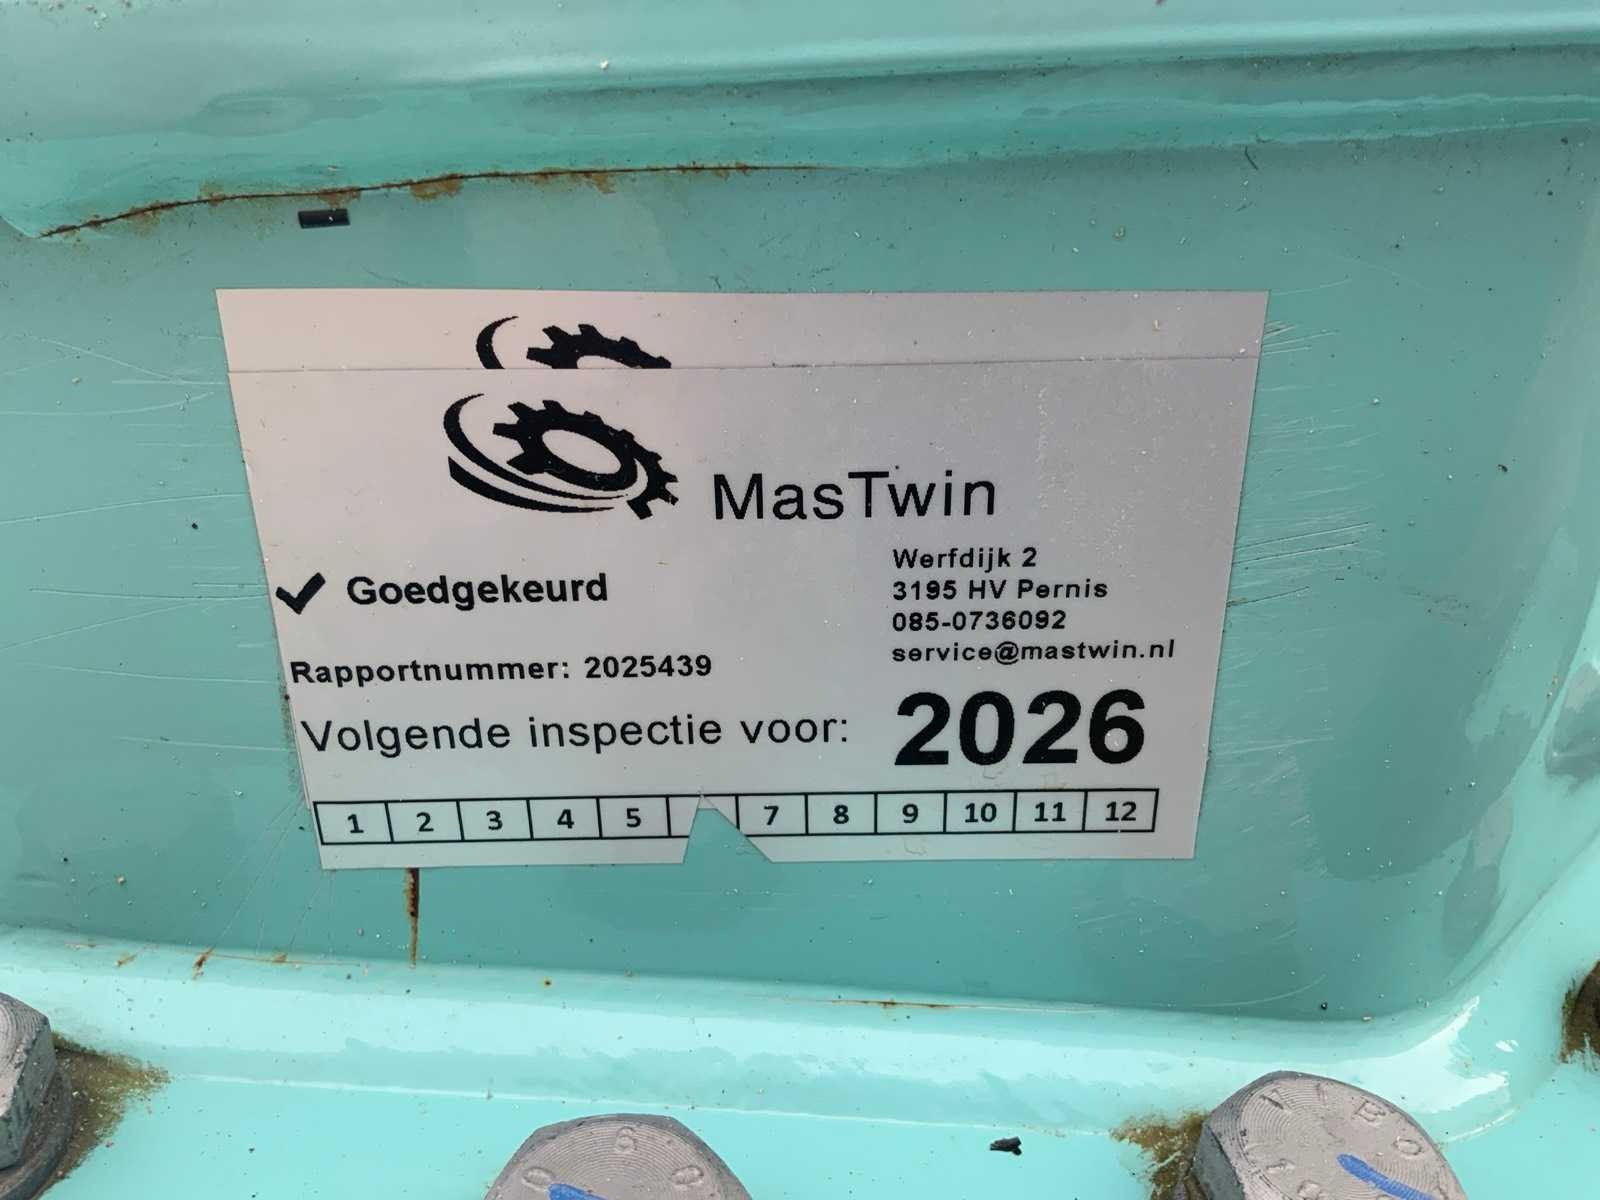 MasTwin
Werfdijk 2
3195 HV Pernis
085-0736092
service@mastwin.nl
Goedgekeurd
Rapportnummer: 2025439
Volgende inspectie voor: 2026
1 2 3 4 5 7 8 9 10 11 12